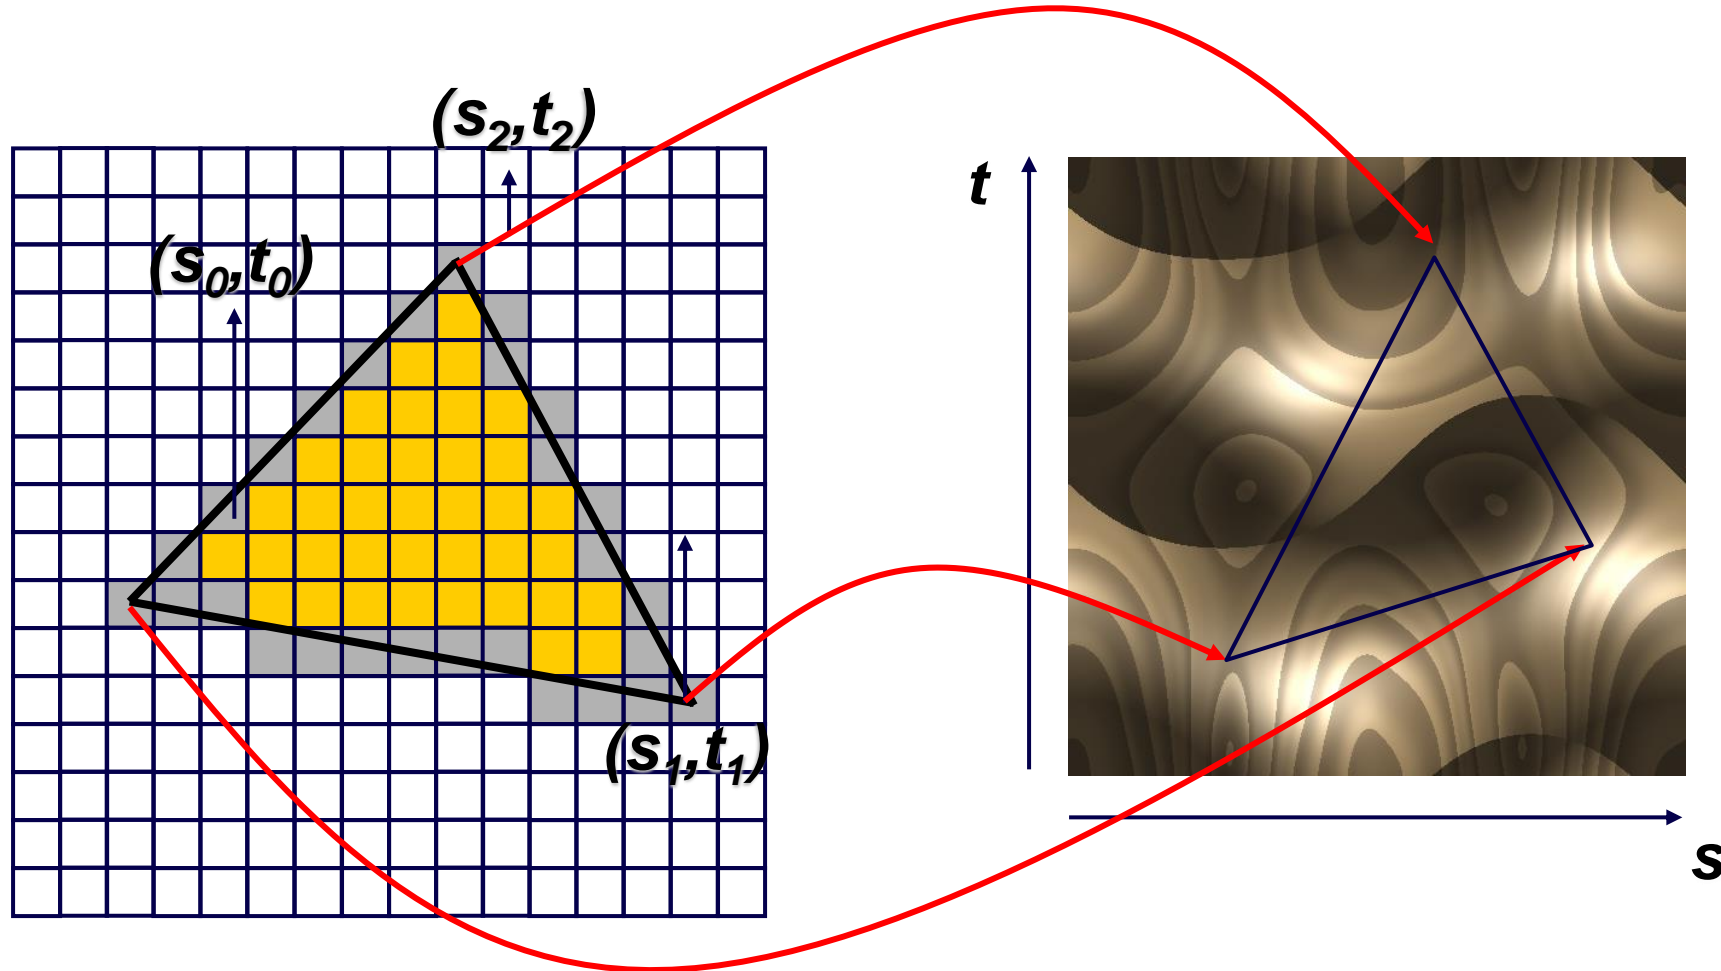 (s₂,t₂)
(s₀,t₀)
t
(s₁,t₁)
s